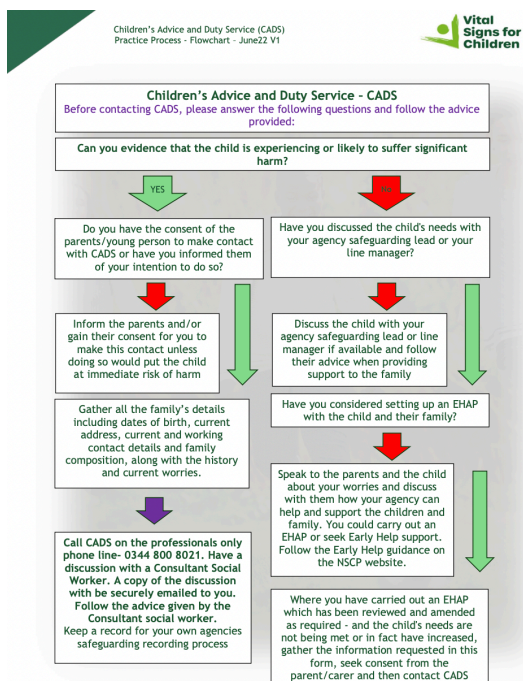 Children's Advice and Duty Service (CADS)
Practice Process - Flowchart - June22 V1
Vital
Signs for
Children
Children's Advice and Duty Service - CADS
Before contacting CADS, please answer the following questions and follow the advice
provided:
Can you evidence that the child is experiencing or likely to suffer significant
harm?
YES
Do you have the consent of the
parents/young person to make contact
with CADS or have you informed them
of your intention to do so?
Inform the parents and/or
gain their consent for you to
make this contact unless
doing so would put the child
at immediate risk of harm
Gather all the family's details
including dates of birth, current
address, current and working
contact details and family
composition, along with the history
and current worries.
Call CADS on the professionals only
phone line- 0344 800 8021. Have a
discussion with a Consultant Social
Worker. A copy of the discussion
with be securely emailed to you.
Follow the advice given by the
Consultant social worker.
Keep a record for your own agencies
safeguarding recording process
Have you discussed the child's needs with
your agency safeguarding lead or your
line manager?
Discuss the child with your
agency safeguarding lead or line
manager if available and follow
their advice when providing
support to the family
Have you considered setting up an EHAP
with the child and their family?
Speak to the parents and the child
about your worries and discuss
with them how your agency can
help and support the children and
family. You could carry out an
EHAP or seek Early Help support.
Follow the Early Help guidance on
the NSCP website.
Where you have carried out an EHAP
which has been reviewed and amended
as required - and the child's needs are
not being met or in fact have increased,
gather the information requested in this
form, seek consent from the
parent/carer and then contact CADS